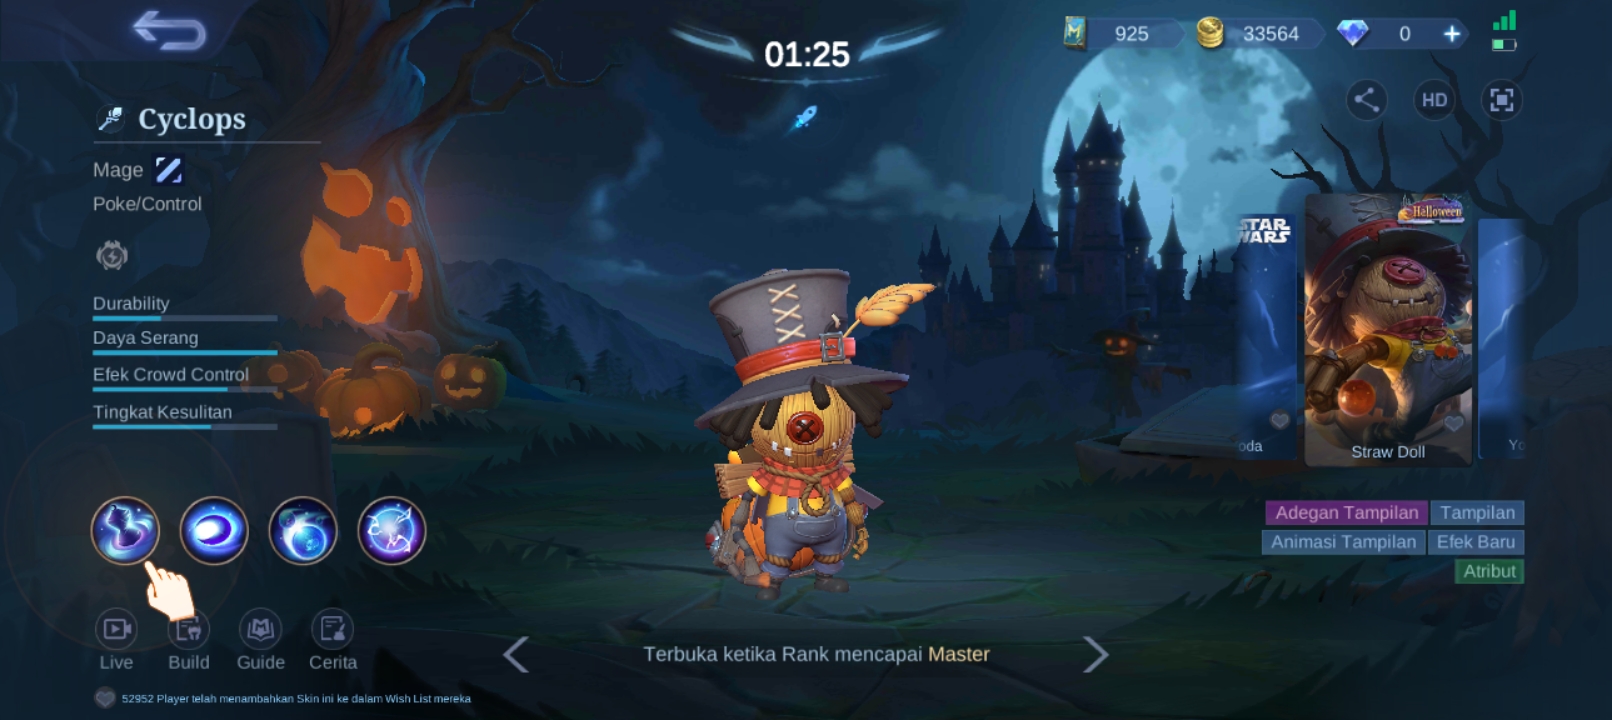 01:25
925
33564
0
HD
Cyclops
Mage
Poke/Control
Durability
Daya Serang
Efek Crowd Control
Tingkat Kesulitan
STAR
WARS
Halloween
oda
Straw Doll
Yo
Adegan Tampilan
Tampilan
Animasi Tampilan
Efek Baru
Atribut
Live
Build
Guide
Cerita
Terbuka ketika Rank mencapai Master
52952 Player telah menambahkan Skin ini ke dalam Wish List mereka